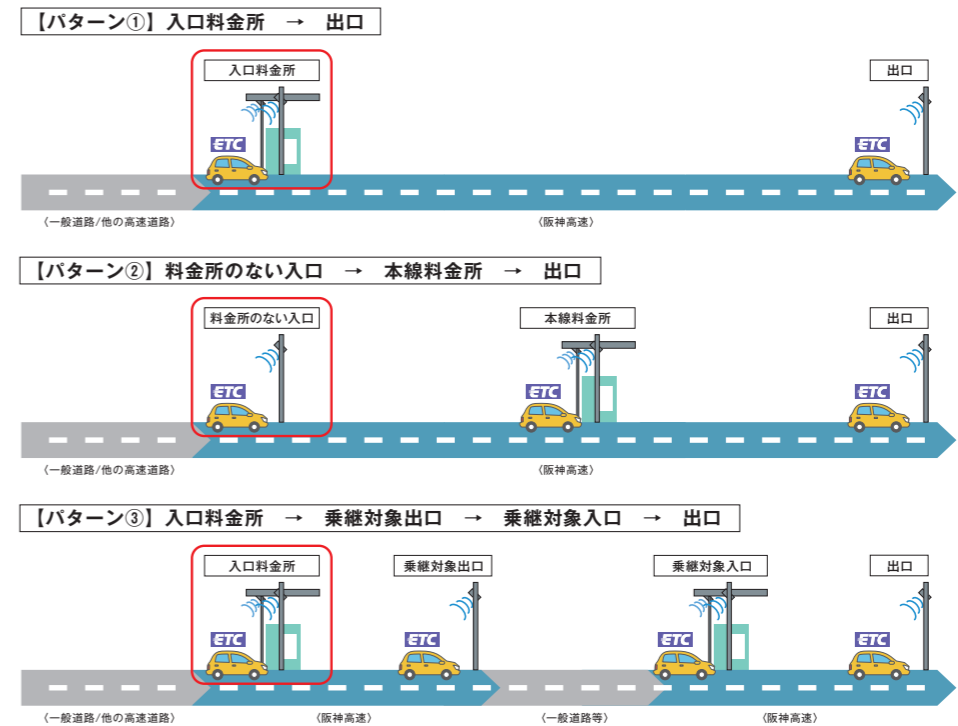 【パターン①】入口料金所 → 出口
入口料金所
出口
ETC
ETC
〈一般道路/他の高速道路〉
〈阪神高速〉
【パターン②】料金所のない入口 → 本線料金所 → 出口
料金所のない入口
本線料金所
出口
ETC
ETC
ETC
〈一般道路/他の高速道路〉
〈阪神高速〉
【パターン③】入口料金所 → 乗継対象出口 → 乗継対象入口 → 出口
入口料金所
乗継対象出口
乗継対象入口
出口
ETC
ETC
ETC
ETC
〈一般道路/他の高速道路〉
〈阪神高速〉
〈一般道路等〉
〈阪神高速〉